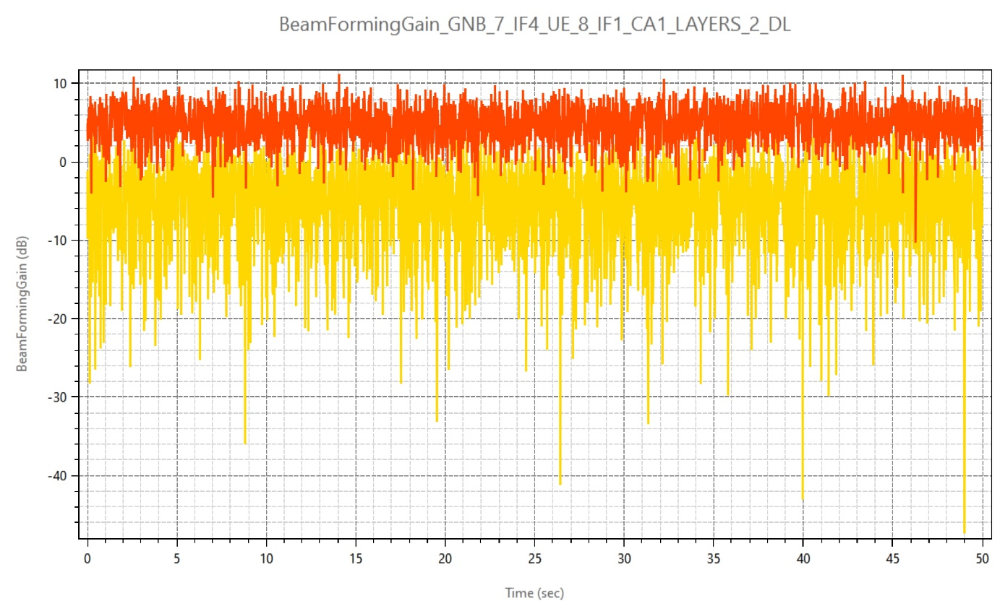 BeamFormingGain_GNB_7_IF4_UE_8_IF1_CA1_LAYERS_2_DL
BeamFormingGain (dB)
10
0
-10
-20
-30
-40
0 5 10 15 20 25 30 35 40 45 50
Time (sec)